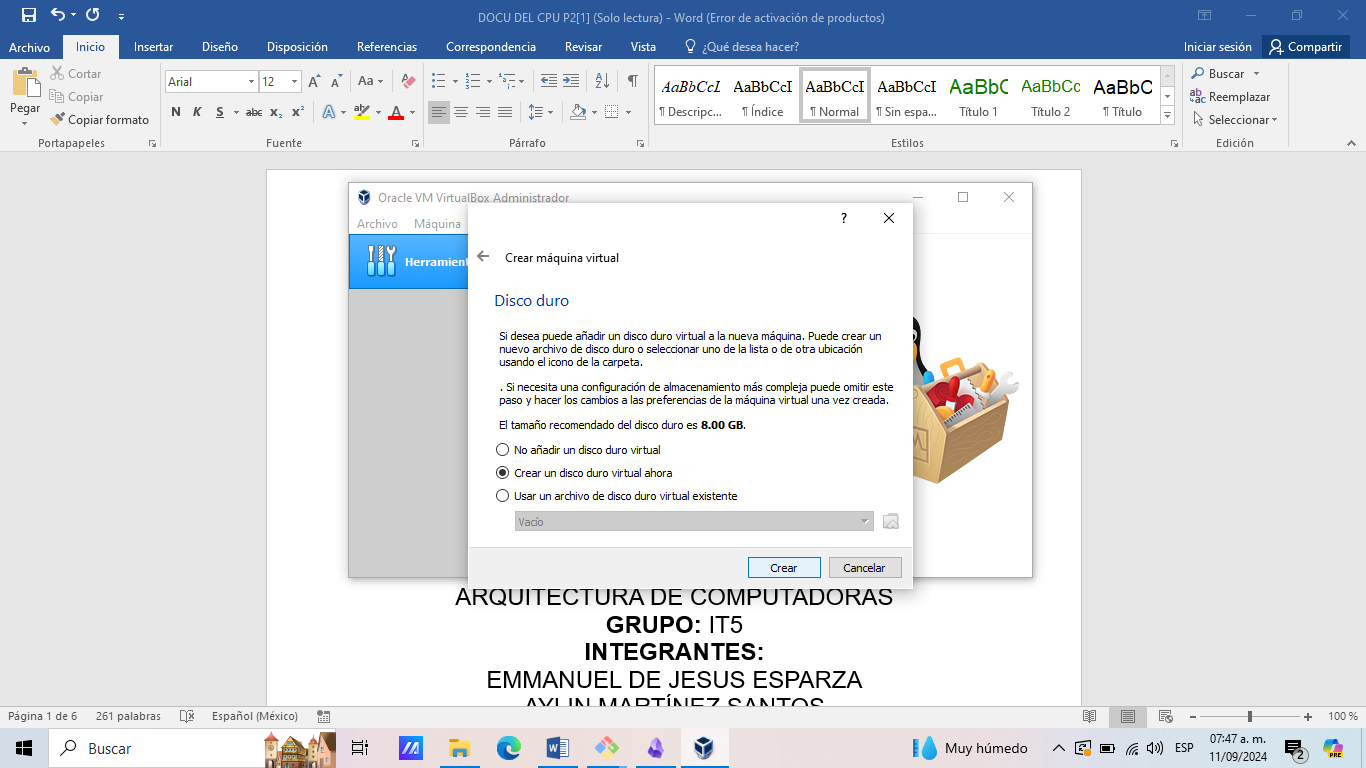 DOCU DEL CPU P2[1] (Solo lectura) - Word (Error de activación de productos)
Archivo Inicio Insertar Diseño Disposición Referencias Correspondencia Revisar Vista ¿Qué desea hacer? Iniciar sesión Compartir
Pegar
Cortar
Copiar
Copiar formato
Portapapeles
Arial 12
N K S abc x₂ x²
Fuente
Párrafo
AaBbCcL AaBbCcI AaBbCcI AaBbCcI AaBbC AaBbCc AaBbC
¶ Descripc... ¶ Índice ¶ Normal ¶ Sin espa... Título 1 Título 2 ¶ Título
Estilos
Buscar
Reemplazar
Seleccionar
Edición
Oracle VM VirtualBox Administrador
Archivo Máquina
Herramient
?
Crear máquina virtual
Disco duro
Si desea puede añadir un disco duro virtual a la nueva máquina. Puede crear un
nuevo archivo de disco duro o seleccionar uno de la lista o de otra ubicación
usando el icono de la carpeta.
. Si necesita una configuración de almacenamiento más compleja puede omitir este
paso y hacer los cambios a las preferencias de la máquina virtual una vez creada.
El tamaño recomendado del disco duro es 8.00 GB.
No añadir un disco duro virtual
Crear un disco duro virtual ahora
Usar un archivo de disco duro virtual existente
Vacío
Crear Cancelar
ARQUITECTURA DE COMPUTADORAS
GRUPO: IT5
INTEGRANTES:
EMMANUEL DE JESUS ESPARZA
AYLIN MARTÍNEZ SANTOS
Página 1 de 6 261 palabras Español (México) 100 %
Buscar
Muy húmedo ESP 07:47 a. m.
11/09/2024
2
PRE